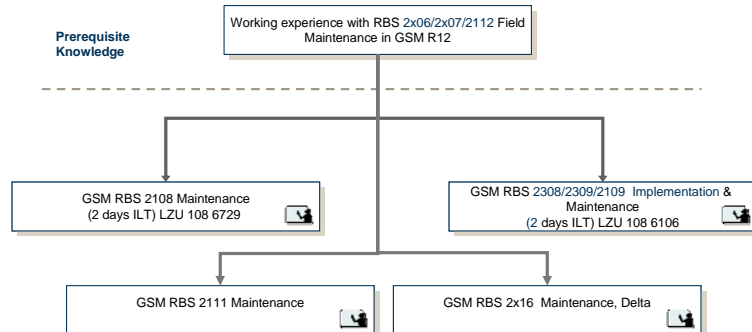 Prerequisite
Knowledge
Working experience with RBS 2x06/2x07/2112 Field
Maintenance in GSM R12
GSM RBS 2108 Maintenance
(2 days ILT) LZU 108 6729
GSM RBS 2308/2309/2109 Implementation &
Maintenance
(2 days ILT) LZU 108 6106
GSM RBS 2111 Maintenance
GSM RBS 2x16 Maintenance, Delta